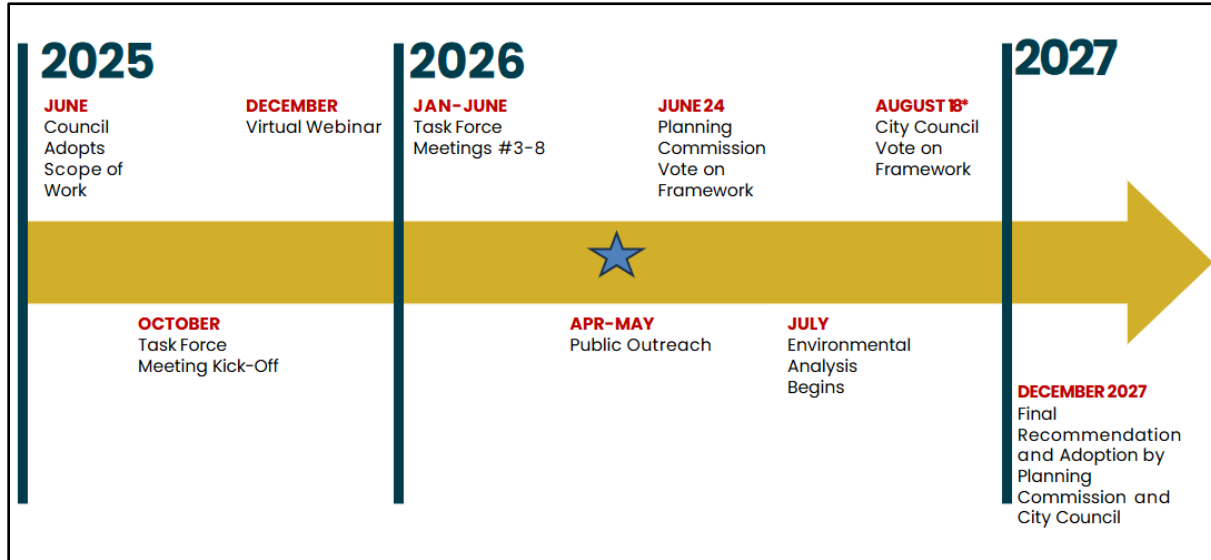 2025
JUNE
Council
Adopts
Scope of
Work
DECEMBER
Virtual Webinar
OCTOBER
Task Force
Meeting Kick-Off
2026
JAN-JUNE
Task Force
Meetings #3-8
JUNE 24
Planning
Commission
Vote on
Framework
AUGUST 18*
City Council
Vote on
Framework
APR-MAY
Public Outreach
JULY
Environmental
Analysis
Begins
2027
DECEMBER 2027
Final
Recommendation
and Adoption by
Planning
Commission and
City Council